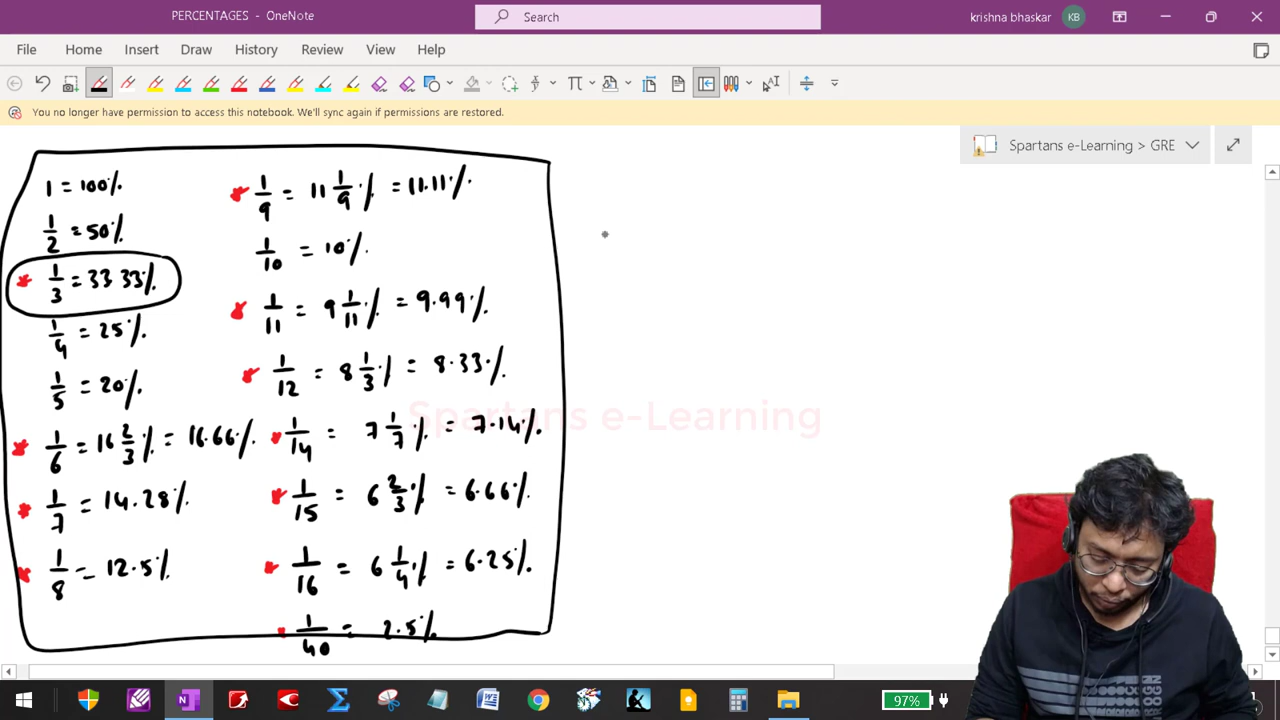 PERCENTAGES - OneNote
Search
krishna bhaskar KB
File Home Insert Draw History Review View Help
You no longer have permission to access this notebook. We'll sync again if permissions are restored.
Spartans e-Learning > GRE
1 = 100%
1/2 = 50%
1/3 = 33.33%
1/4 = 25%
1/5 = 20%
1/6 = 16 2/3 % = 16.66%
1/7 = 14.28%
1/8 = 12.5%
1/9 = 11 1/9 % = 11.11%
1/10 = 10%
1/11 = 9 1/11 % = 9.99%
1/12 = 8 1/3 % = 8.33%
1/14 = 7 1/7 % = 7.14%
1/15 = 6 2/3 % = 6.66%
1/16 = 6 1/4 % = 6.25%
1/40 = 2.5%
Spartans e-Learning
97%